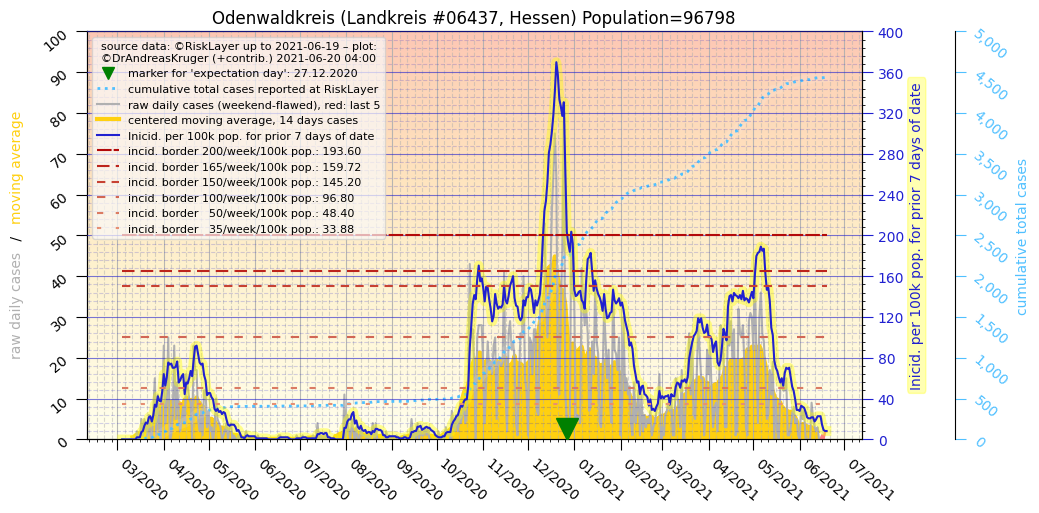 Odenwaldkreis (Landkreis #06437, Hessen) Population=96798
source data: ©RiskLayer up to 2021-06-19 – plot:
©DrAndreasKruger (+contrib.) 2021-06-20 04:00
marker for 'expectation day': 27.12.2020
cumulative total cases reported at RiskLayer
raw daily cases (weekend-flawed), red: last 5
centered moving average, 14 days cases
Inicid. per 100k pop. for prior 7 days of date
incid. border 200/week/100k pop.: 193.60
incid. border 165/week/100k pop.: 159.72
incid. border 150/week/100k pop.: 145.20
incid. border 100/week/100k pop.: 96.80
incid. border   50/week/100k pop.: 48.40
incid. border   35/week/100k pop.: 33.88
raw daily cases / moving average
100
90
80
70
60
50
40
30
20
10
0
400
360
320
280
240
200
160
120
80
40
0
Inicid. per 100k pop. for prior 7 days of date
5,000
4,500
4,000
3,500
3,000
2,500
2,000
1,500
1,000
500
0
cumulative total cases
03/2020
04/2020
05/2020
06/2020
07/2020
08/2020
09/2020
10/2020
11/2020
12/2020
01/2021
02/2021
03/2021
04/2021
05/2021
06/2021
07/2021